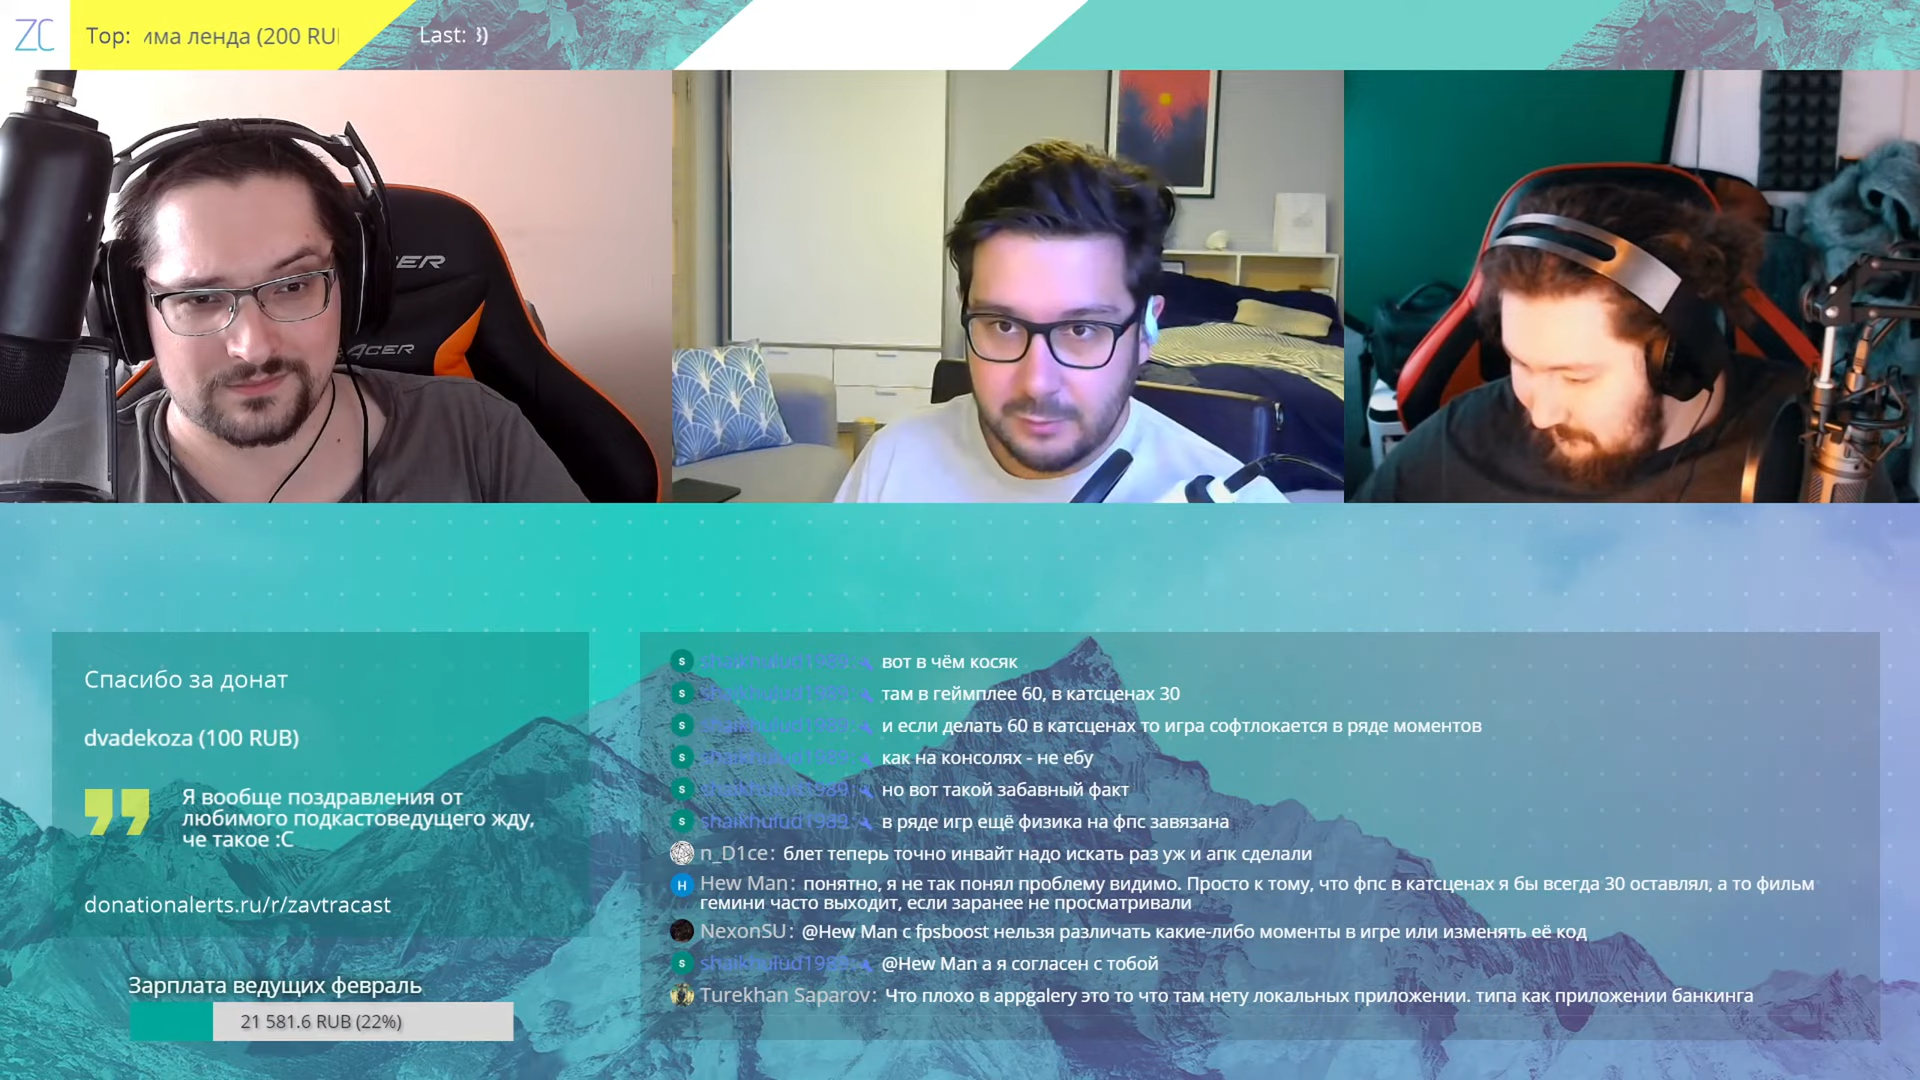 ZC
Top: има ленда (200 RU
Last: :3)
ER
ACER
Спасибо за донат
dvadekoza (100 RUB)
Я вообще поздравления от
любимого подкастоведущего жду,
че такое :С
donationalerts.ru/r/zavtracast
Зарплата ведущих февраль
21 581.6 RUB (22%)
S shaikhulud1989: вот в чём косяк
S shaikhulud1989: там в геймплее 60, в катсценах 30
S shaikhulud1989: и если делать 60 в катсценах то игра софтлокается в ряде моментов
S shaikhulud1989: как на консолях - не ебу
S shaikhulud1989: но вот такой забавный факт
S shaikhulud1989: в ряде игр ещё физика на фпс завязана
n_D1ce: блет теперь точно инвайт надо искать раз уж и апк сделали
H Hew Man: понятно, я не так понял проблему видимо. Просто к тому, что фпс в катсценах я бы всегда 30 оставлял, а то фильм
гемини часто выходит, если заранее не просматривали
NexonSU: @Hew Man с fpsboost нельзя различать какие-либо моменты в игре или изменять её код
S shaikhulud1989: @Hew Man а я согласен с тобой
Turekhan Saparov: Что плохо в appgalery это то что там нету локальных приложении. типа как приложении банкинга